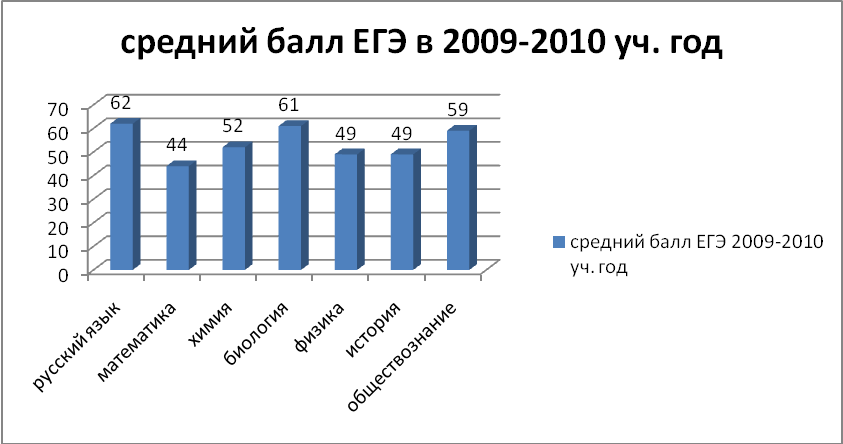 средний балл ЕГЭ в 2009-2010 уч. год
70
60
50
40
30
20
10
0
62
44
52
61
49
49
59
русский язык
математика
химия
биология
физика
история
обществознание
средний балл ЕГЭ 2009-2010
уч. год